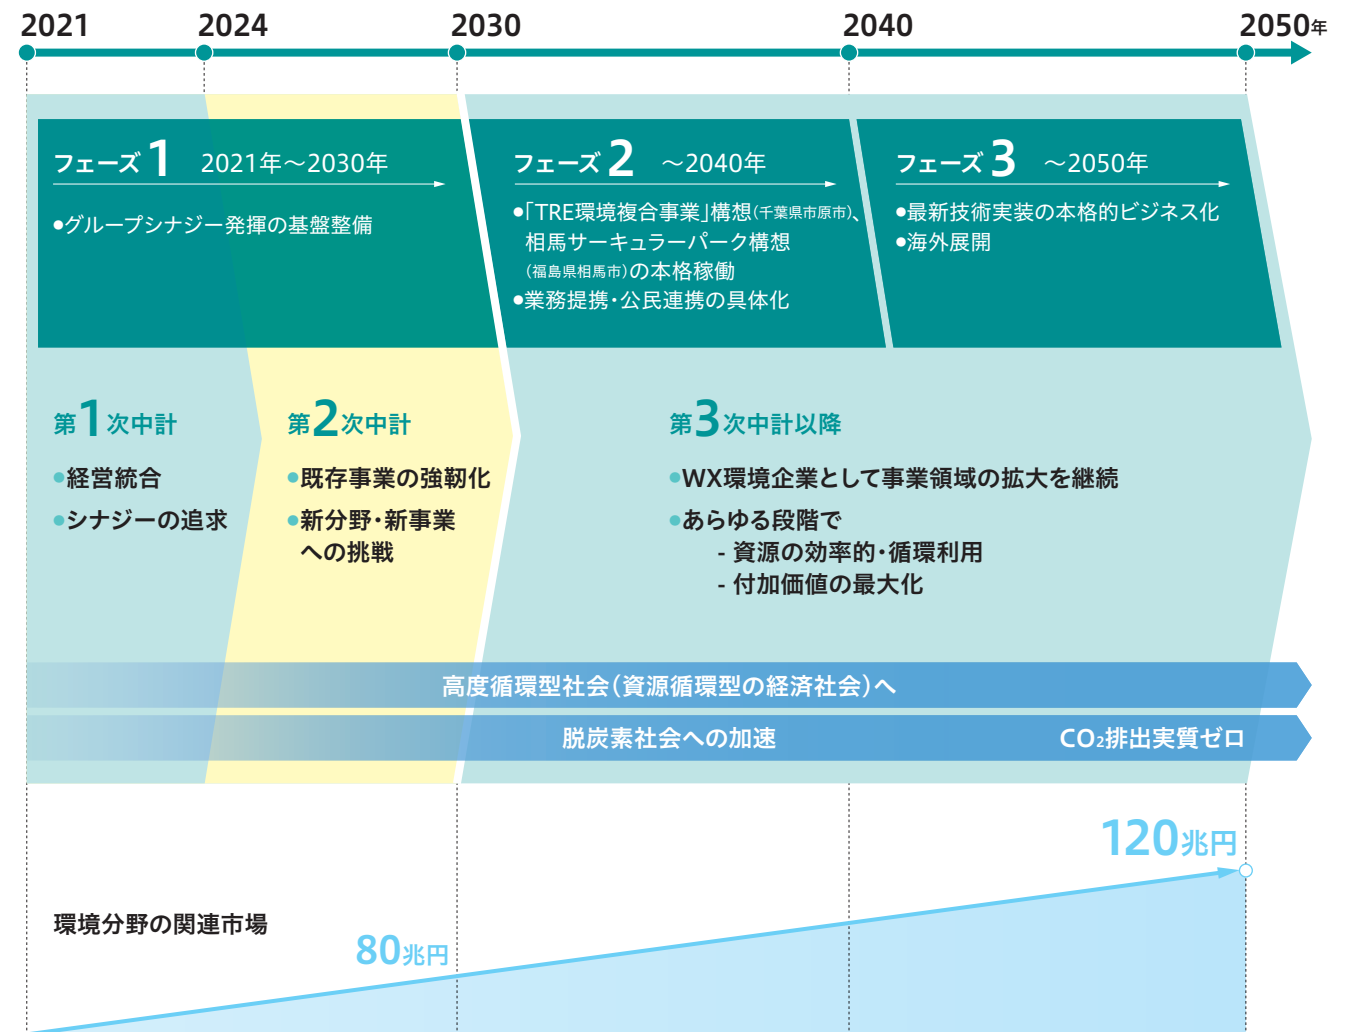 2021
2024
2030
2040
2050年
フェーズ1 2021年～2030年
●グループシナジー発揮の基盤整備
フェーズ2 ～2040年
●「TRE環境複合事業」構想(千葉県市原市)、
相馬サーキュラーパーク構想
(福島県相馬市)の本格稼働
●業務提携・公民連携の具体化
フェーズ3 ～2050年
●最新技術実装の本格的ビジネス化
●海外展開
第1次中計
●経営統合
●シナジーの追求
第2次中計
●既存事業の強靭化
●新分野・新事業
への挑戦
第3次中計以降
●WX環境企業として事業領域の拡大を継続
●あらゆる段階で
- 資源の効率的・循環利用
- 付加価値の最大化
高度循環型社会(資源循環型の経済社会)へ
脱炭素社会への加速
CO₂排出実質ゼロ
環境分野の関連市場
80兆円
120兆円